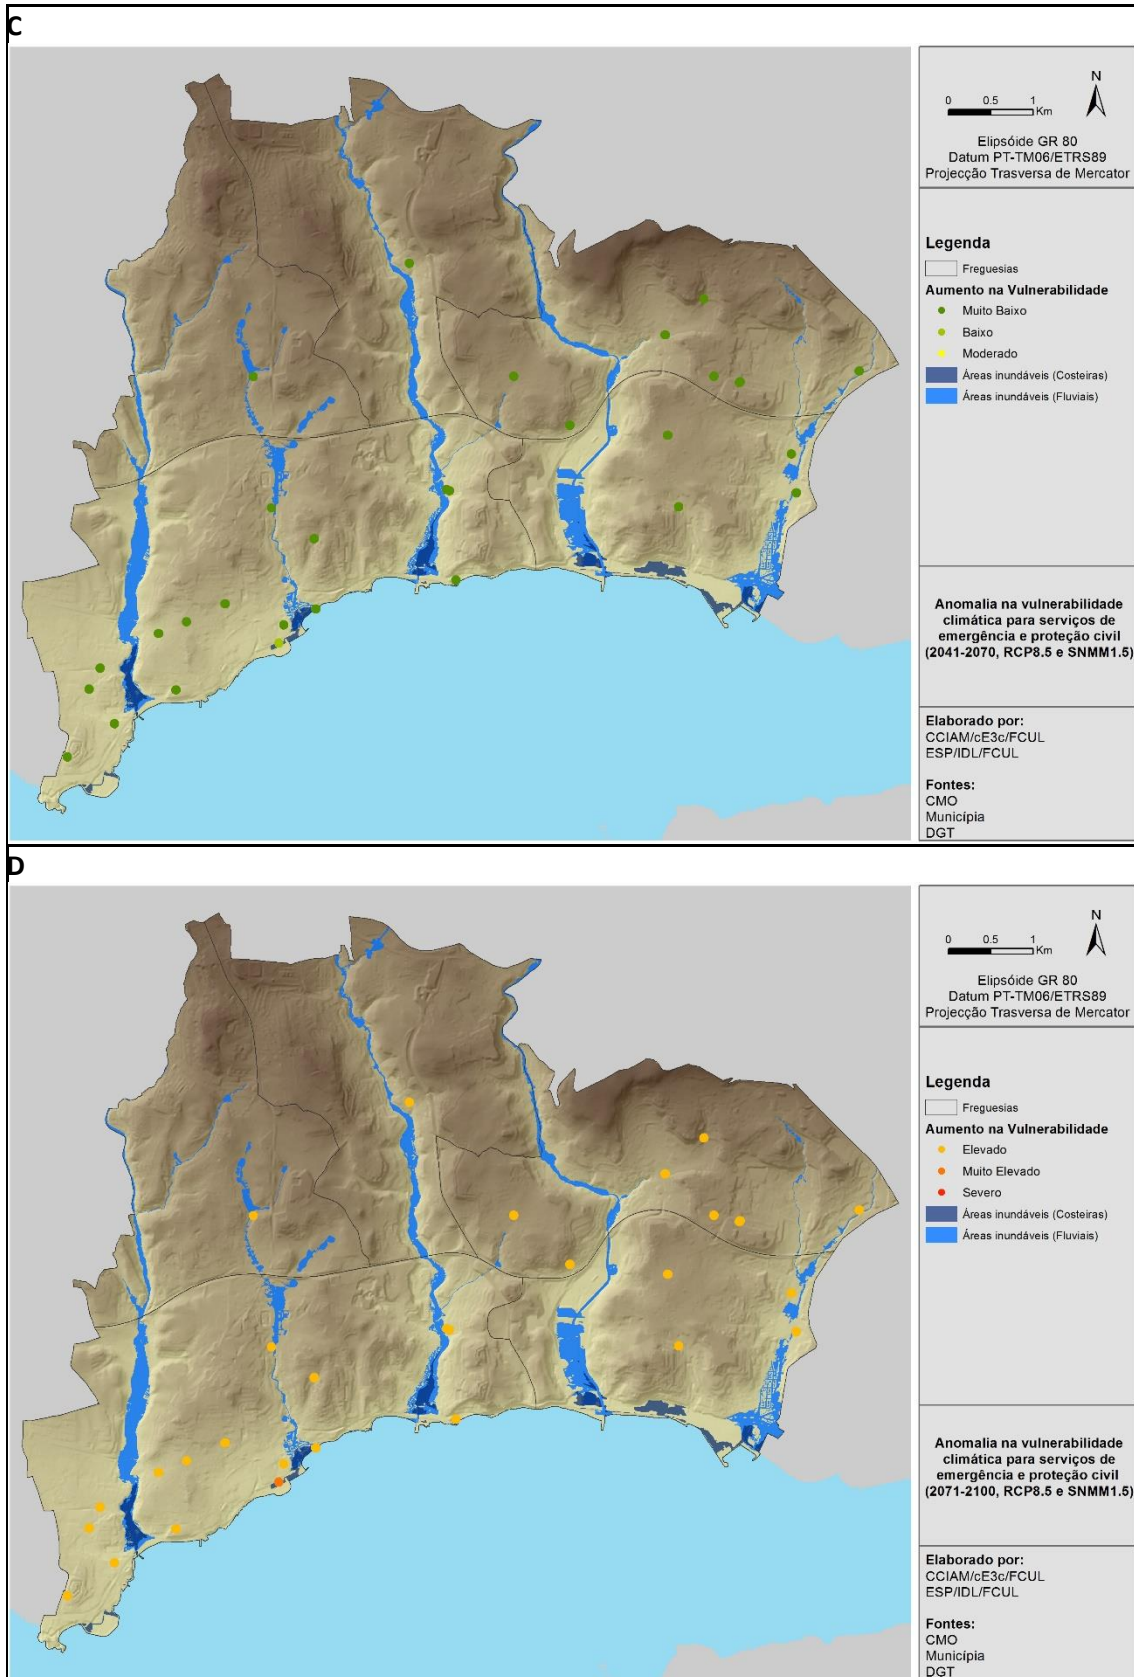 C
N
0 0.5 1
Km
Elipsóide GR 80
Datum PT-TM06/ETRS89
Projecção Trasversa de Mercator
Legenda
Freguesias
Aumento na Vulnerabilidade
Muito Baixo
Baixo
Moderado
Áreas inundáveis (Costeiras)
Áreas inundáveis (Fluviais)
Anomalia na vulnerabilidade
climática para serviços de
emergência e proteção civil
(2041-2070, RCP8.5 e SNMM1.5)
Elaborado por:
CCIAM/cE3c/FCUL
ESP/IDL/FCUL
Fontes:
CMO
Municípia
DGT
D
N
0 0.5 1
Km
Elipsóide GR 80
Datum PT-TM06/ETRS89
Projecção Trasversa de Mercator
Legenda
Freguesias
Aumento na Vulnerabilidade
Elevado
Muito Elevado
Severo
Áreas inundáveis (Costeiras)
Áreas inundáveis (Fluviais)
Anomalia na vulnerabilidade
climática para serviços de
emergência e proteção civil
(2071-2100, RCP8.5 e SNMM1.5)
Elaborado por:
CCIAM/cE3c/FCUL
ESP/IDL/FCUL
Fontes:
CMO
Municípia
DGT